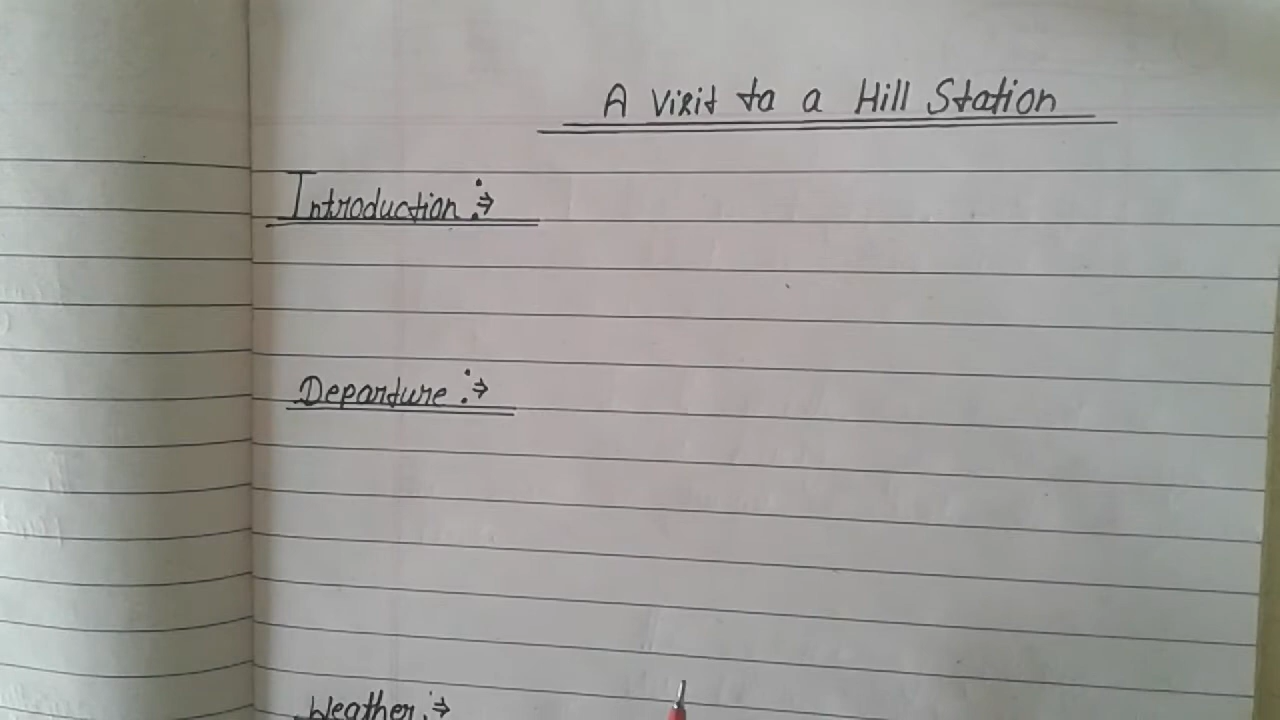 A Visit to a Hill Station
Introduction :⇒
Departure :⇒
Weather :⇒